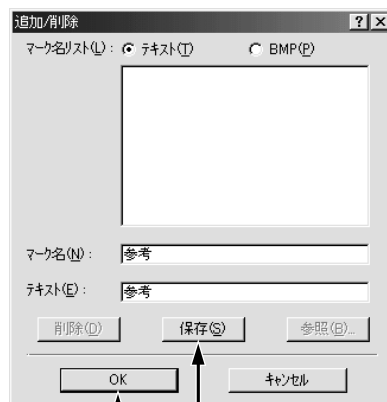 追加/削除
マーク名リスト(L): テキスト(T) BMP(P)
マーク名(N): 参考
テキスト(E): 参考
削除(D) 保存(S) 参照(B)...
OK キャンセル